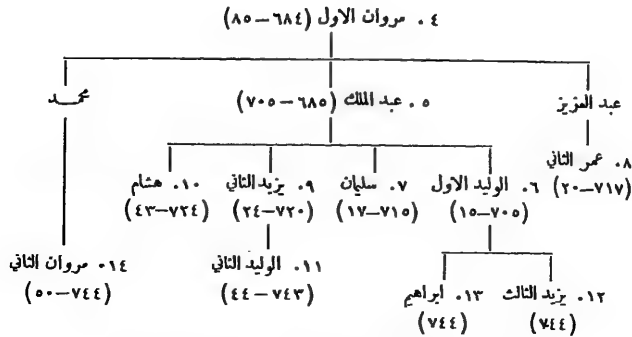 ٤ . مروان الاول (٦٨٤–٨٥)
عبد العزيز
٥ . عبد الملك (٦٨٥–٧٠٥)
محمد
٨ . عمر الثاني
(٧١٧–٢٠)
٦ . الوليد الاول
(٧٠٥–١٥)
٧ . سليمان
(٧١٥–١٧)
٩ . يزيد الثاني
(٧٢٠–٢٤)
١٠ . هشام
(٧٢٤–٤٣)
١٢ . يزيد الثالث
(٧٤٤)
١٣ . ابراهيم
(٧٤٤)
١١ . الوليد الثاني
(٧٤٣–٤٤)
١٤ . مروان الثاني
(٧٤٤–٥٠)